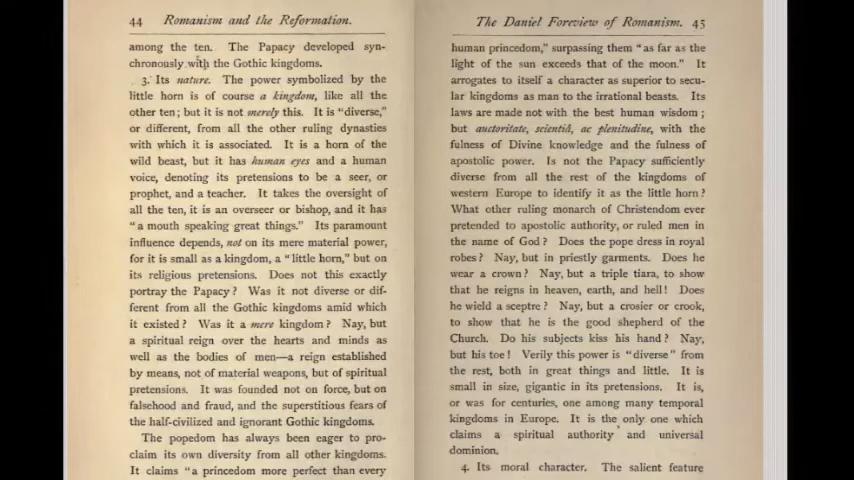 44 Romanism and the Reformation.
among the ten. The Papacy developed syn-
chronously with the Gothic kingdoms.
3. Its nature. The power symbolized by the
little horn is of course a kingdom, like all the
other ten; but it is not merely this. It is "diverse,"
or different, from all the other ruling dynasties
with which it is associated. It is a horn of the
wild beast, but it has human eyes and a human
voice, denoting its pretensions to be a seer, or
prophet, and a teacher. It takes the oversight of
all the ten, it is an overseer or bishop, and it has
"a mouth speaking great things." Its paramount
influence depends, not on its mere material power,
for it is small as a kingdom, a "little horn," but on
its religious pretensions. Does not this exactly
portray the Papacy? Was it not diverse or dif-
ferent from all the Gothic kingdoms amid which
it existed? Was it a mere kingdom? Nay, but
a spiritual reign over the hearts and minds as
well as the bodies of men—a reign established
by means, not of material weapons, but of spiritual
pretensions. It was founded not on force, but on
falsehood and fraud, and the superstitious fears of
the half-civilized and ignorant Gothic kingdoms.
The popedom has always been eager to pro-
claim its own diversity from all other kingdoms.
It claims "a princedom more perfect than every
The Daniel Foreview of Romanism. 45
human princedom," surpassing them "as far as the
light of the sun exceeds that of the moon." It
arrogates to itself a character as superior to secu-
lar kingdoms as man to the irrational beasts. Its
laws are made not with the best human wisdom;
but auctoritate, scientiâ, ac plenitudine, with the
fulness of Divine knowledge and the fulness of
apostolic power. Is not the Papacy sufficiently
diverse from all the rest of the kingdoms of
western Europe to identify it as the little horn?
What other ruling monarch of Christendom ever
pretended to apostolic authority, or ruled men in
the name of God? Does the pope dress in royal
robes? Nay, but in priestly garments. Does he
wear a crown? Nay, but a triple tiara, to show
that he reigns in heaven, earth, and hell! Does
he wield a sceptre? Nay, but a crosier or crook,
to show that he is the good shepherd of the
Church. Do his subjects kiss his hand? Nay,
but his toe! Verily this power is "diverse" from
the rest, both in great things and little. It is
small in size, gigantic in its pretensions. It is,
or was for centuries, one among many temporal
kingdoms in Europe. It is the only one which
claims a spiritual authority and universal
dominion.
4. Its moral character. The salient feature